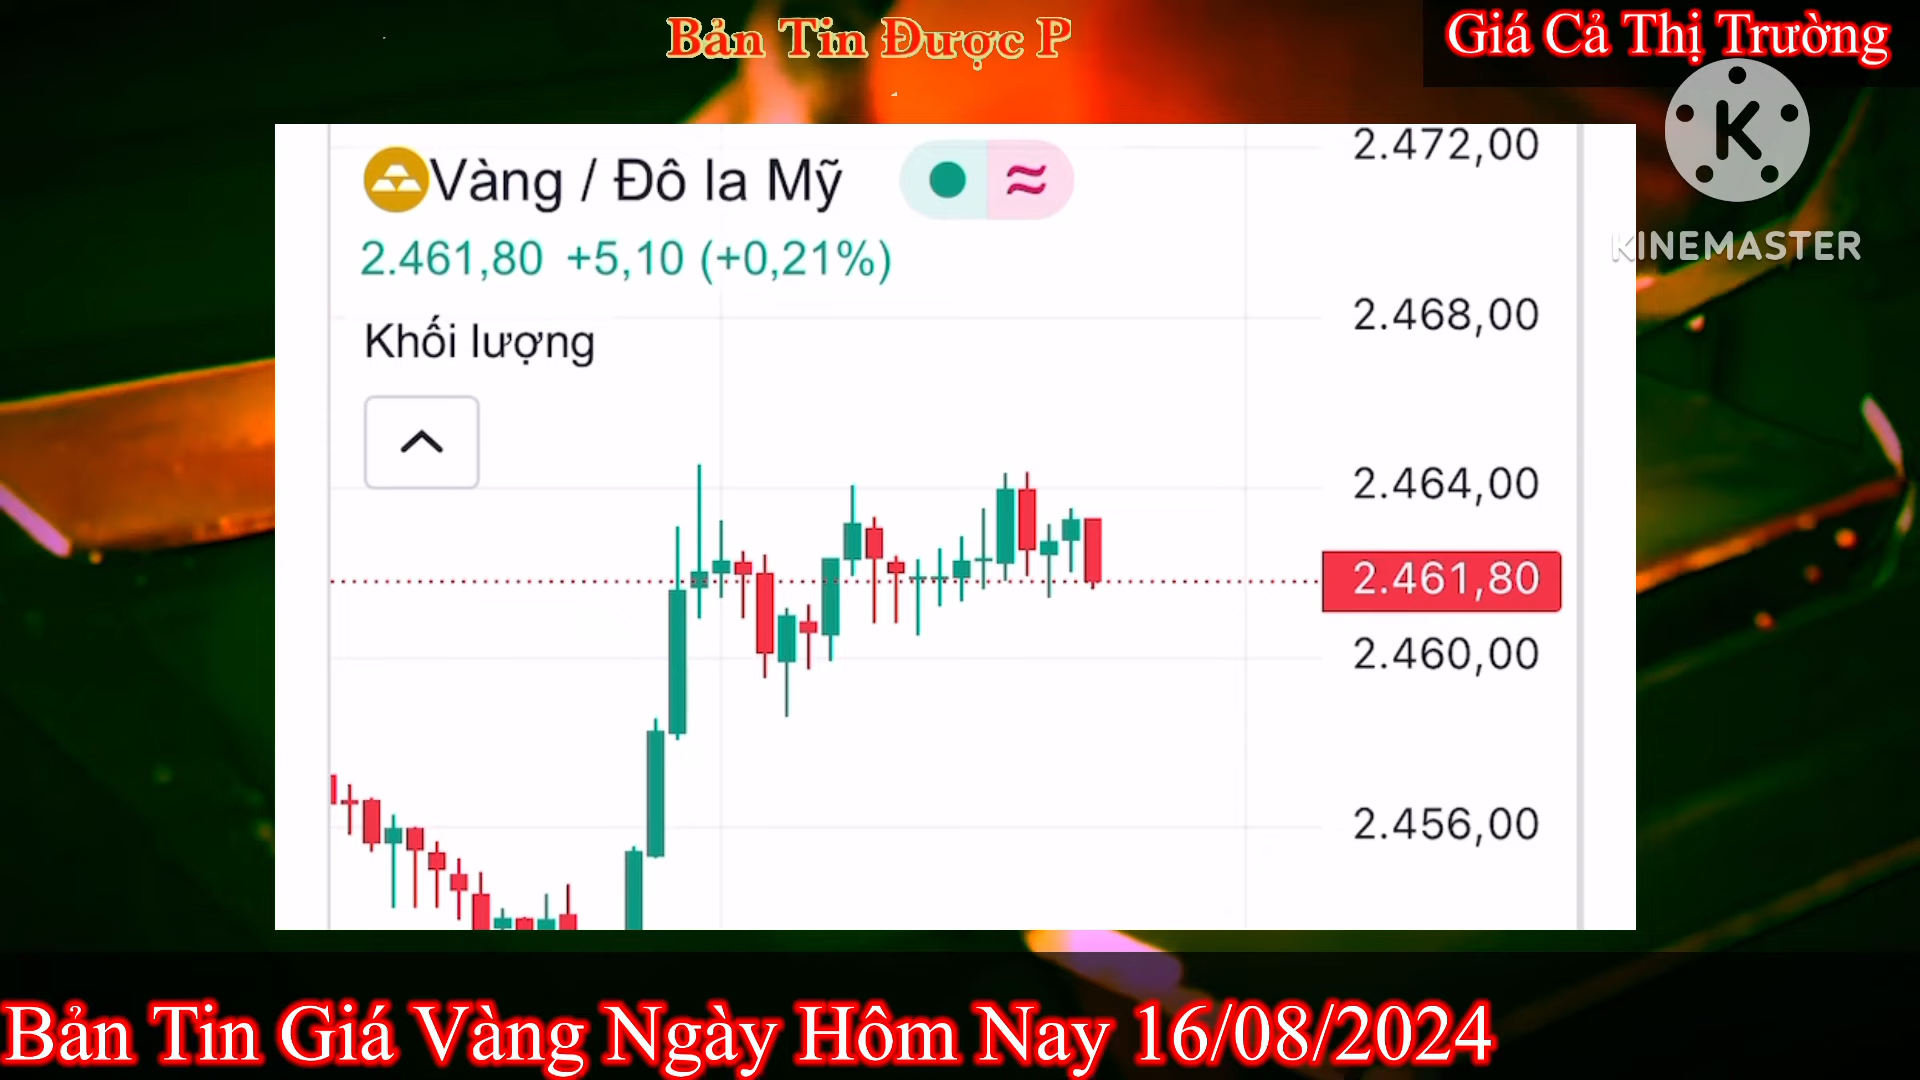 Bản Tin Được P
Giá Cả Thị Trường
K
KINEMASTER
Vàng / Đô la Mỹ
2.461,80 +5,10 (+0,21%)
Khối lượng
2.472,00
2.468,00
2.464,00
2.461,80
2.460,00
2.456,00
Bản Tin Giá Vàng Ngày Hôm Nay 16/08/2024